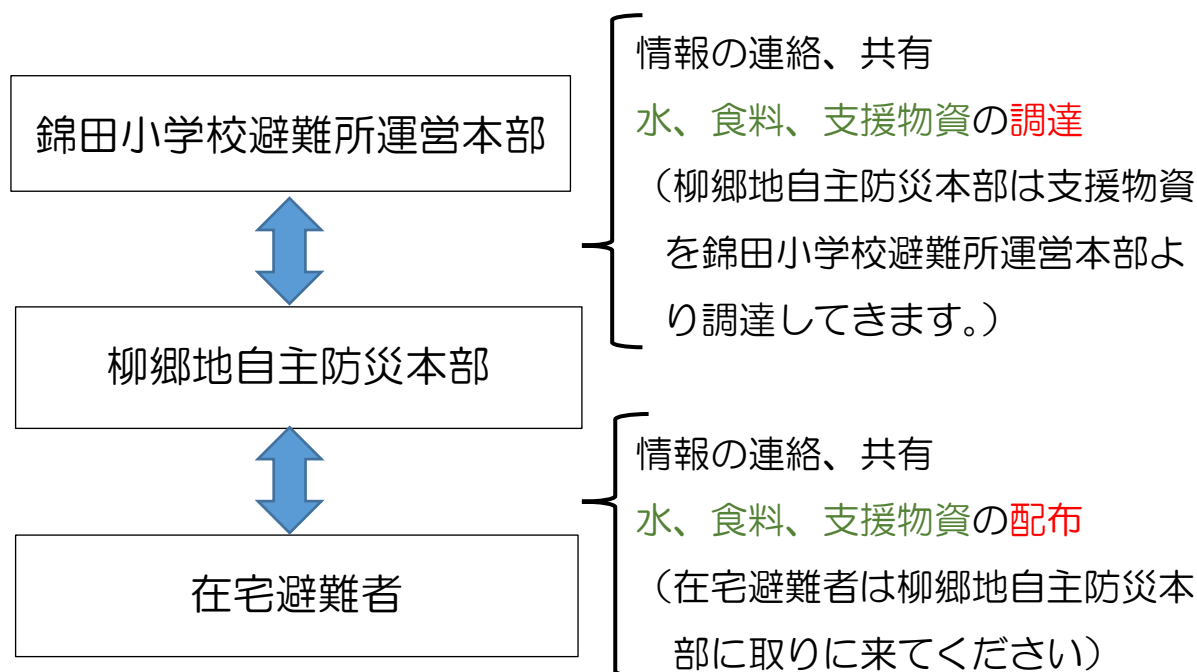 錦田小学校避難所運営本部
情報の連絡、共有
水、食料、支援物資の調達
（柳郷地自主防災本部は支援物資
を錦田小学校避難所運営本部よ
り調達してきます。）
柳郷地自主防災本部
情報の連絡、共有
水、食料、支援物資の配布
（在宅避難者は柳郷地自主防災本
部に取りに来てください）
在宅避難者